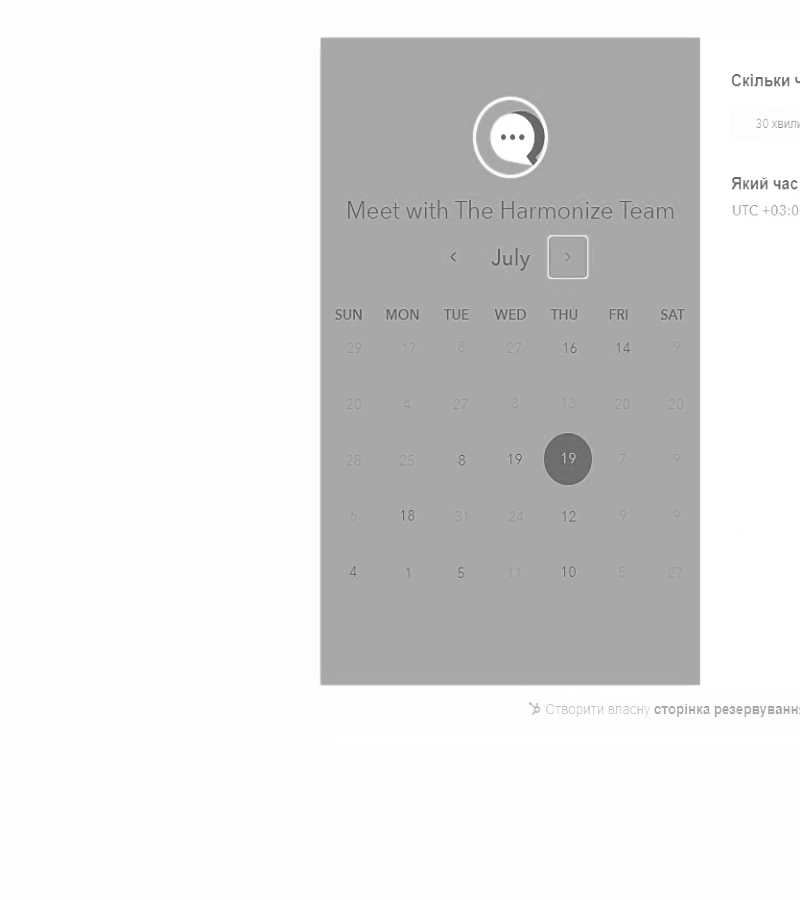 Скільки ч
30 хвили
Meet with The Harmonize Team
Який час
UTC +03:0
July
SUN MON TUE WED THU FRI SAT
29 17 8 27 16 14 9
20 4 27 8 13 20 20
28 25 8 19 19 7 9
6 18 31 24 12 9 9
4 1 5 11 10 5 27
Створити власну сторінка резервування